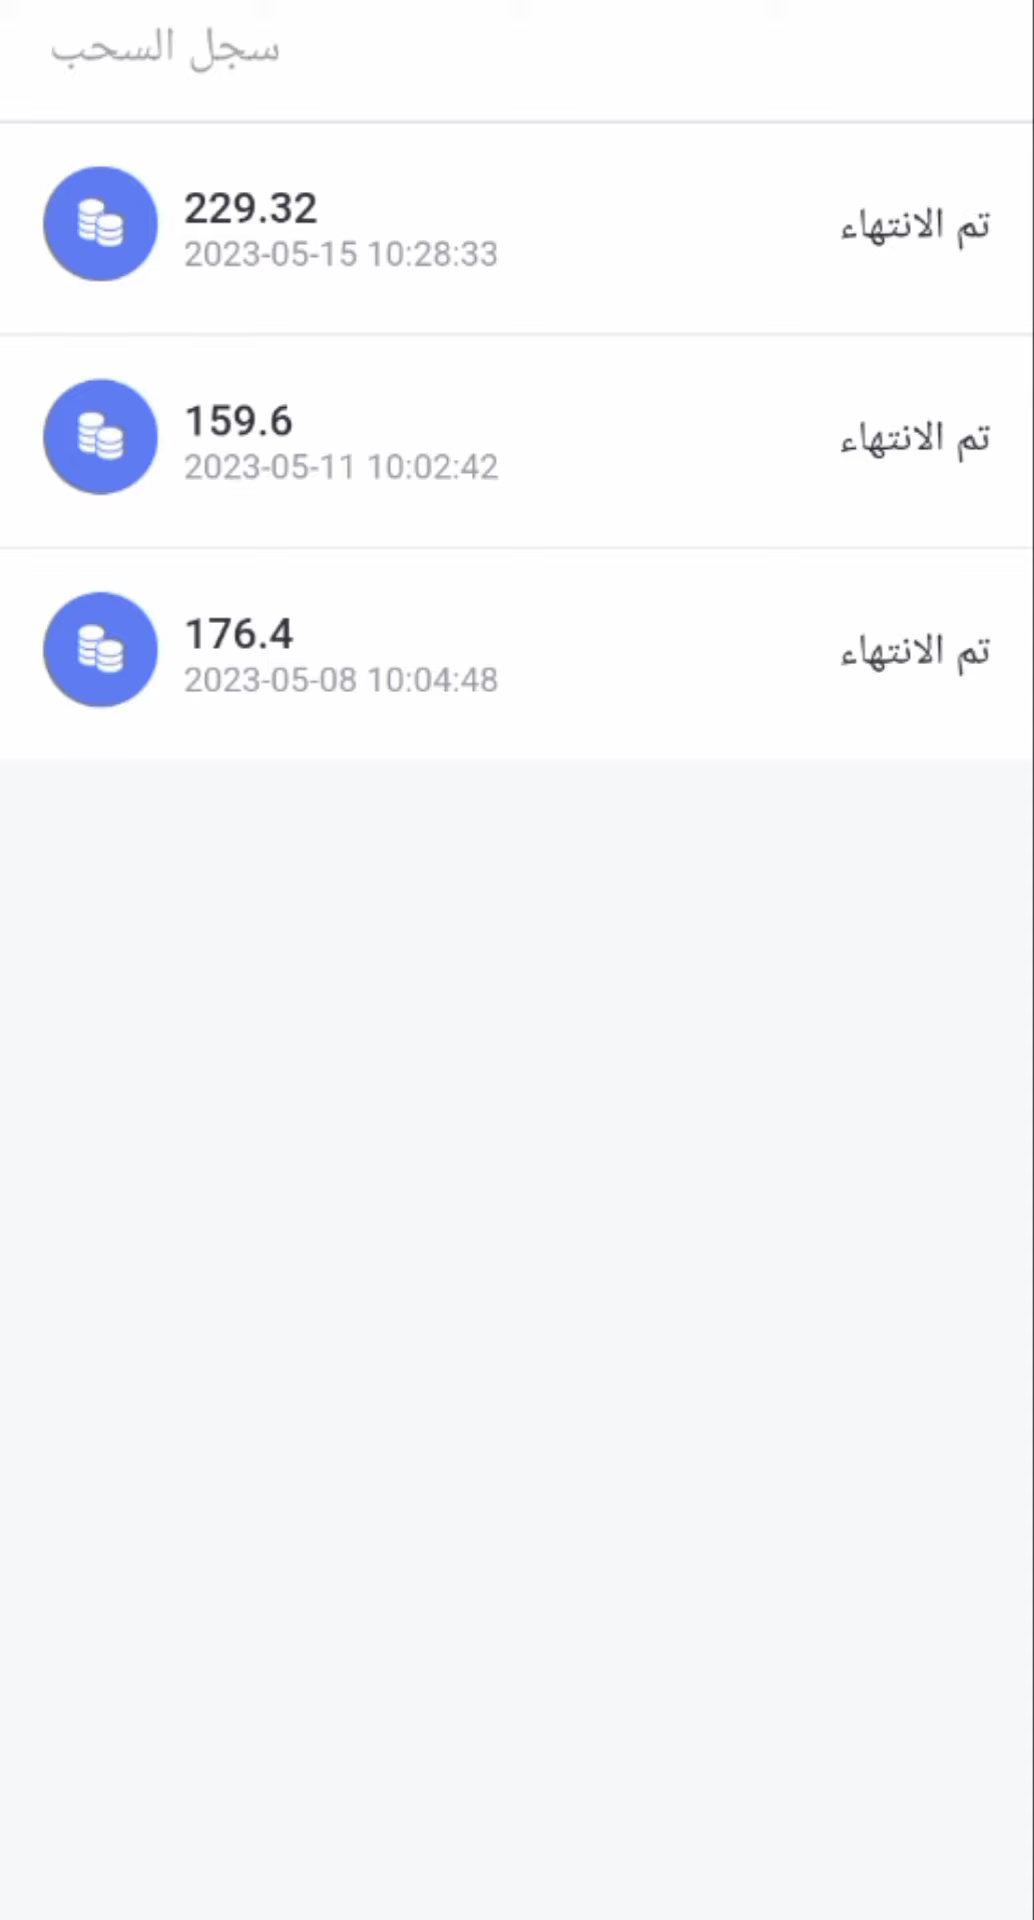 سجل السحب
229.32
2023-05-15 10:28:33
تم الانتهاء
159.6
2023-05-11 10:02:42
تم الانتهاء
176.4
2023-05-08 10:04:48
تم الانتهاء